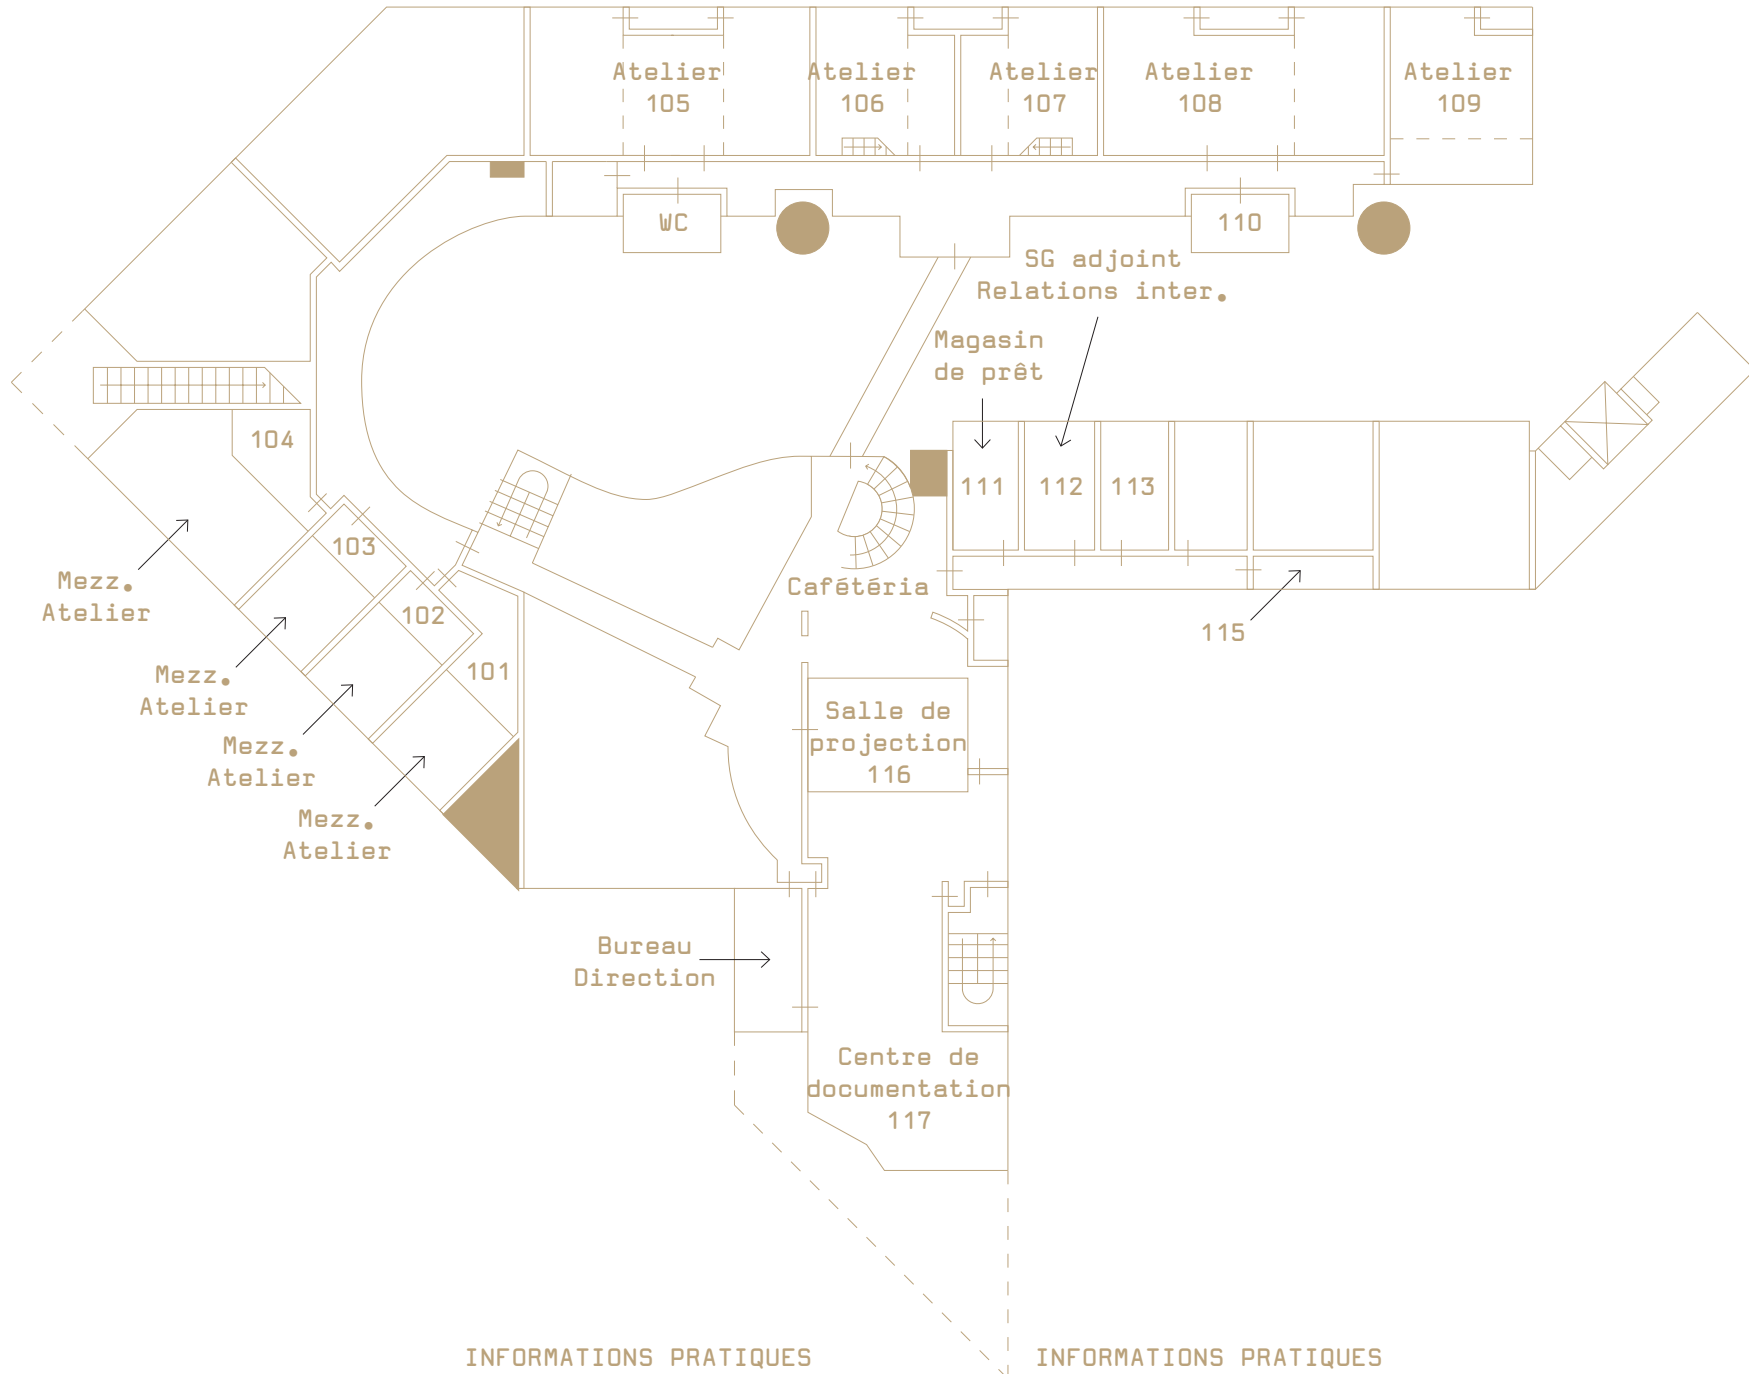 Atelier
105
Atelier
106
Atelier
107
Atelier
108
Atelier
109
WC
110
SG adjoint
Relations inter.
Magasin
de prêt
104
111
112
113
103
Mezz.
Atelier
Cafétéria
102
115
101
Mezz.
Atelier
Salle de
projection
116
Mezz.
Atelier
Mezz.
Atelier
Bureau
Direction
Centre de
documentation
117
INFORMATIONS PRATIQUES
INFORMATIONS PRATIQUES